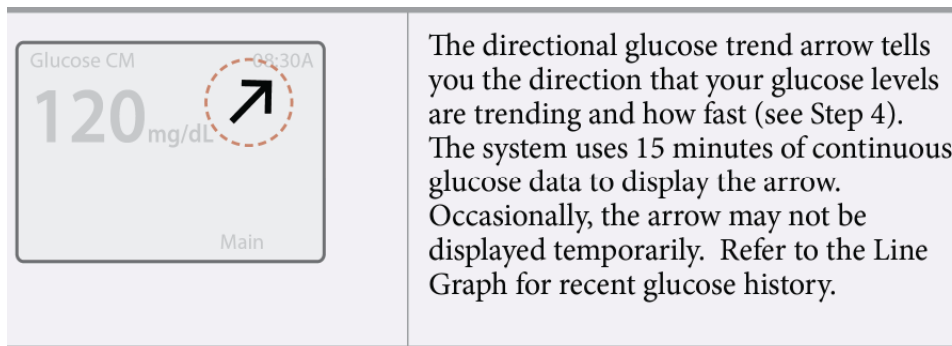 Glucose CM 08:30A
120 mg/dL
Main
The directional glucose trend arrow tells
you the direction that your glucose levels
are trending and how fast (see Step 4).
The system uses 15 minutes of continuous
glucose data to display the arrow.
Occasionally, the arrow may not be
displayed temporarily.  Refer to the Line
Graph for recent glucose history.